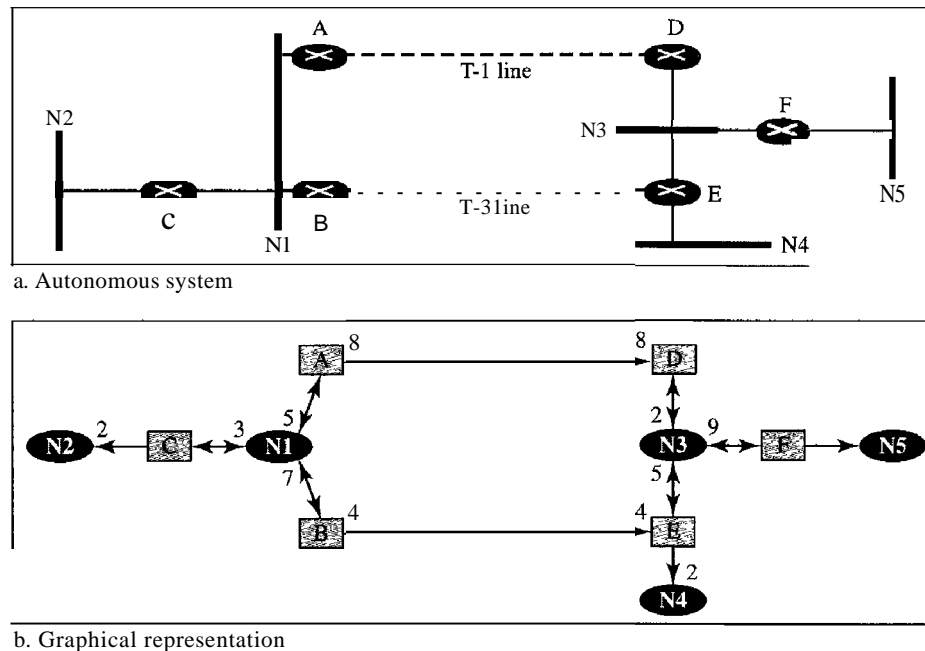 A D
T-1 line
N2 N3 F
C B T-31ine E N5
N1 N4
a. Autonomous system
8 8
A D
5 2
N2 2 C 3 N1 N3 9 F N5
7 5
4 4
B E
2
N4
b. Graphical representation